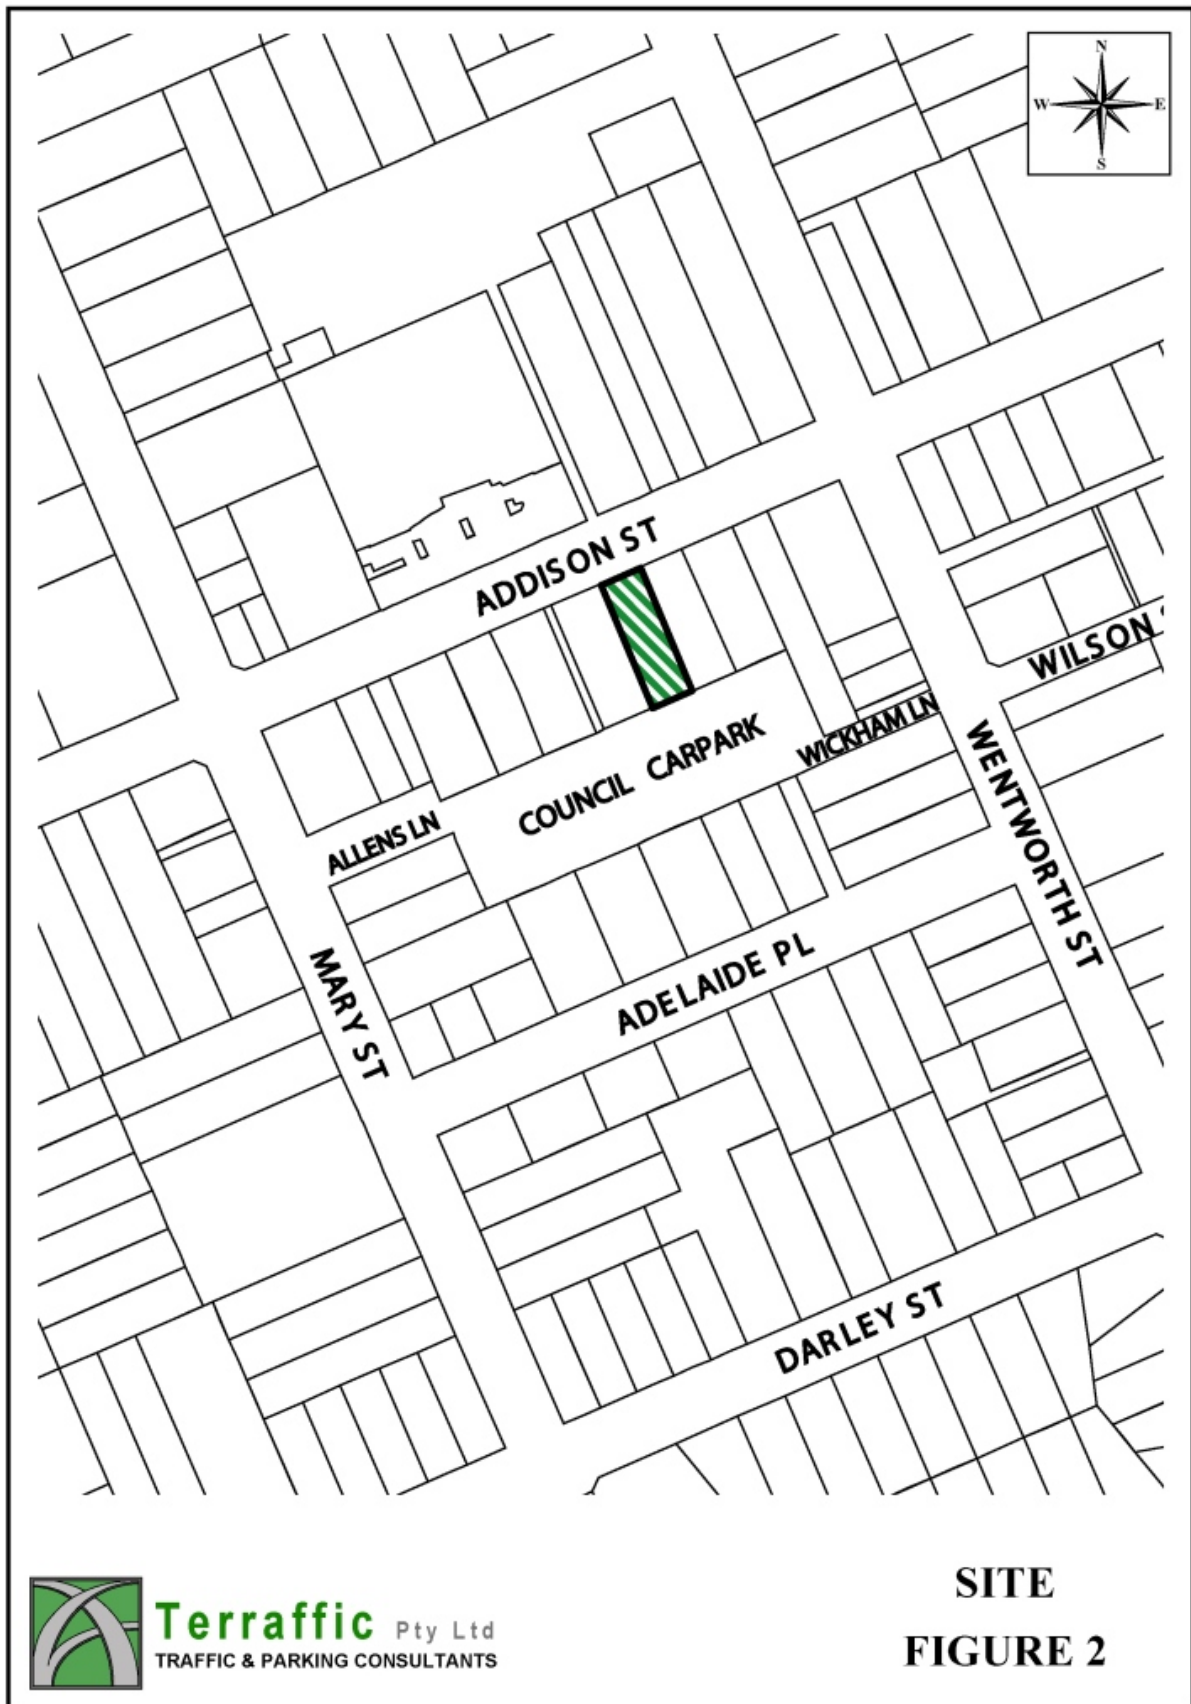 N
W E
S
ADDISON ST
WILSON
COUNCIL CARPARK
WICKHAM LN
ALLENS LN
WENTWORTH ST
MARY ST
ADELAIDE PL
DARLEY ST
Terraffic Pty Ltd
TRAFFIC & PARKING CONSULTANTS
SITE
FIGURE 2